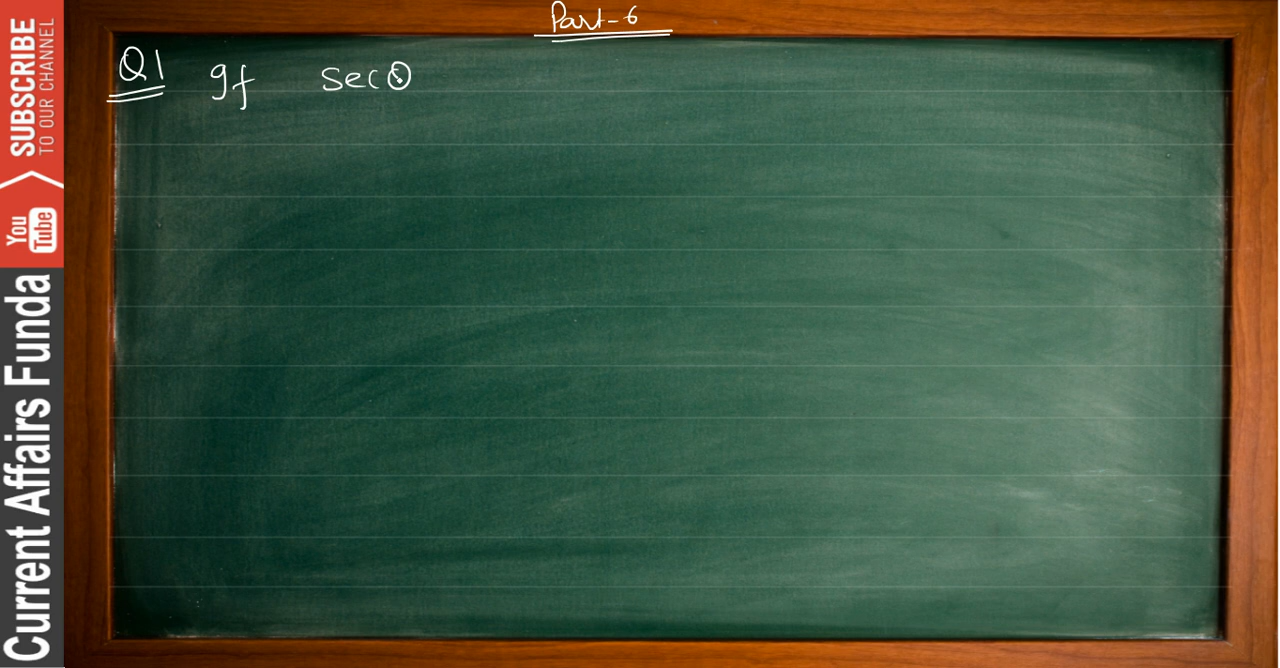 Part-6
Q1 If secθ
SUBSCRIBE
TO OUR CHANNEL
You Tube
Current Affairs Funda